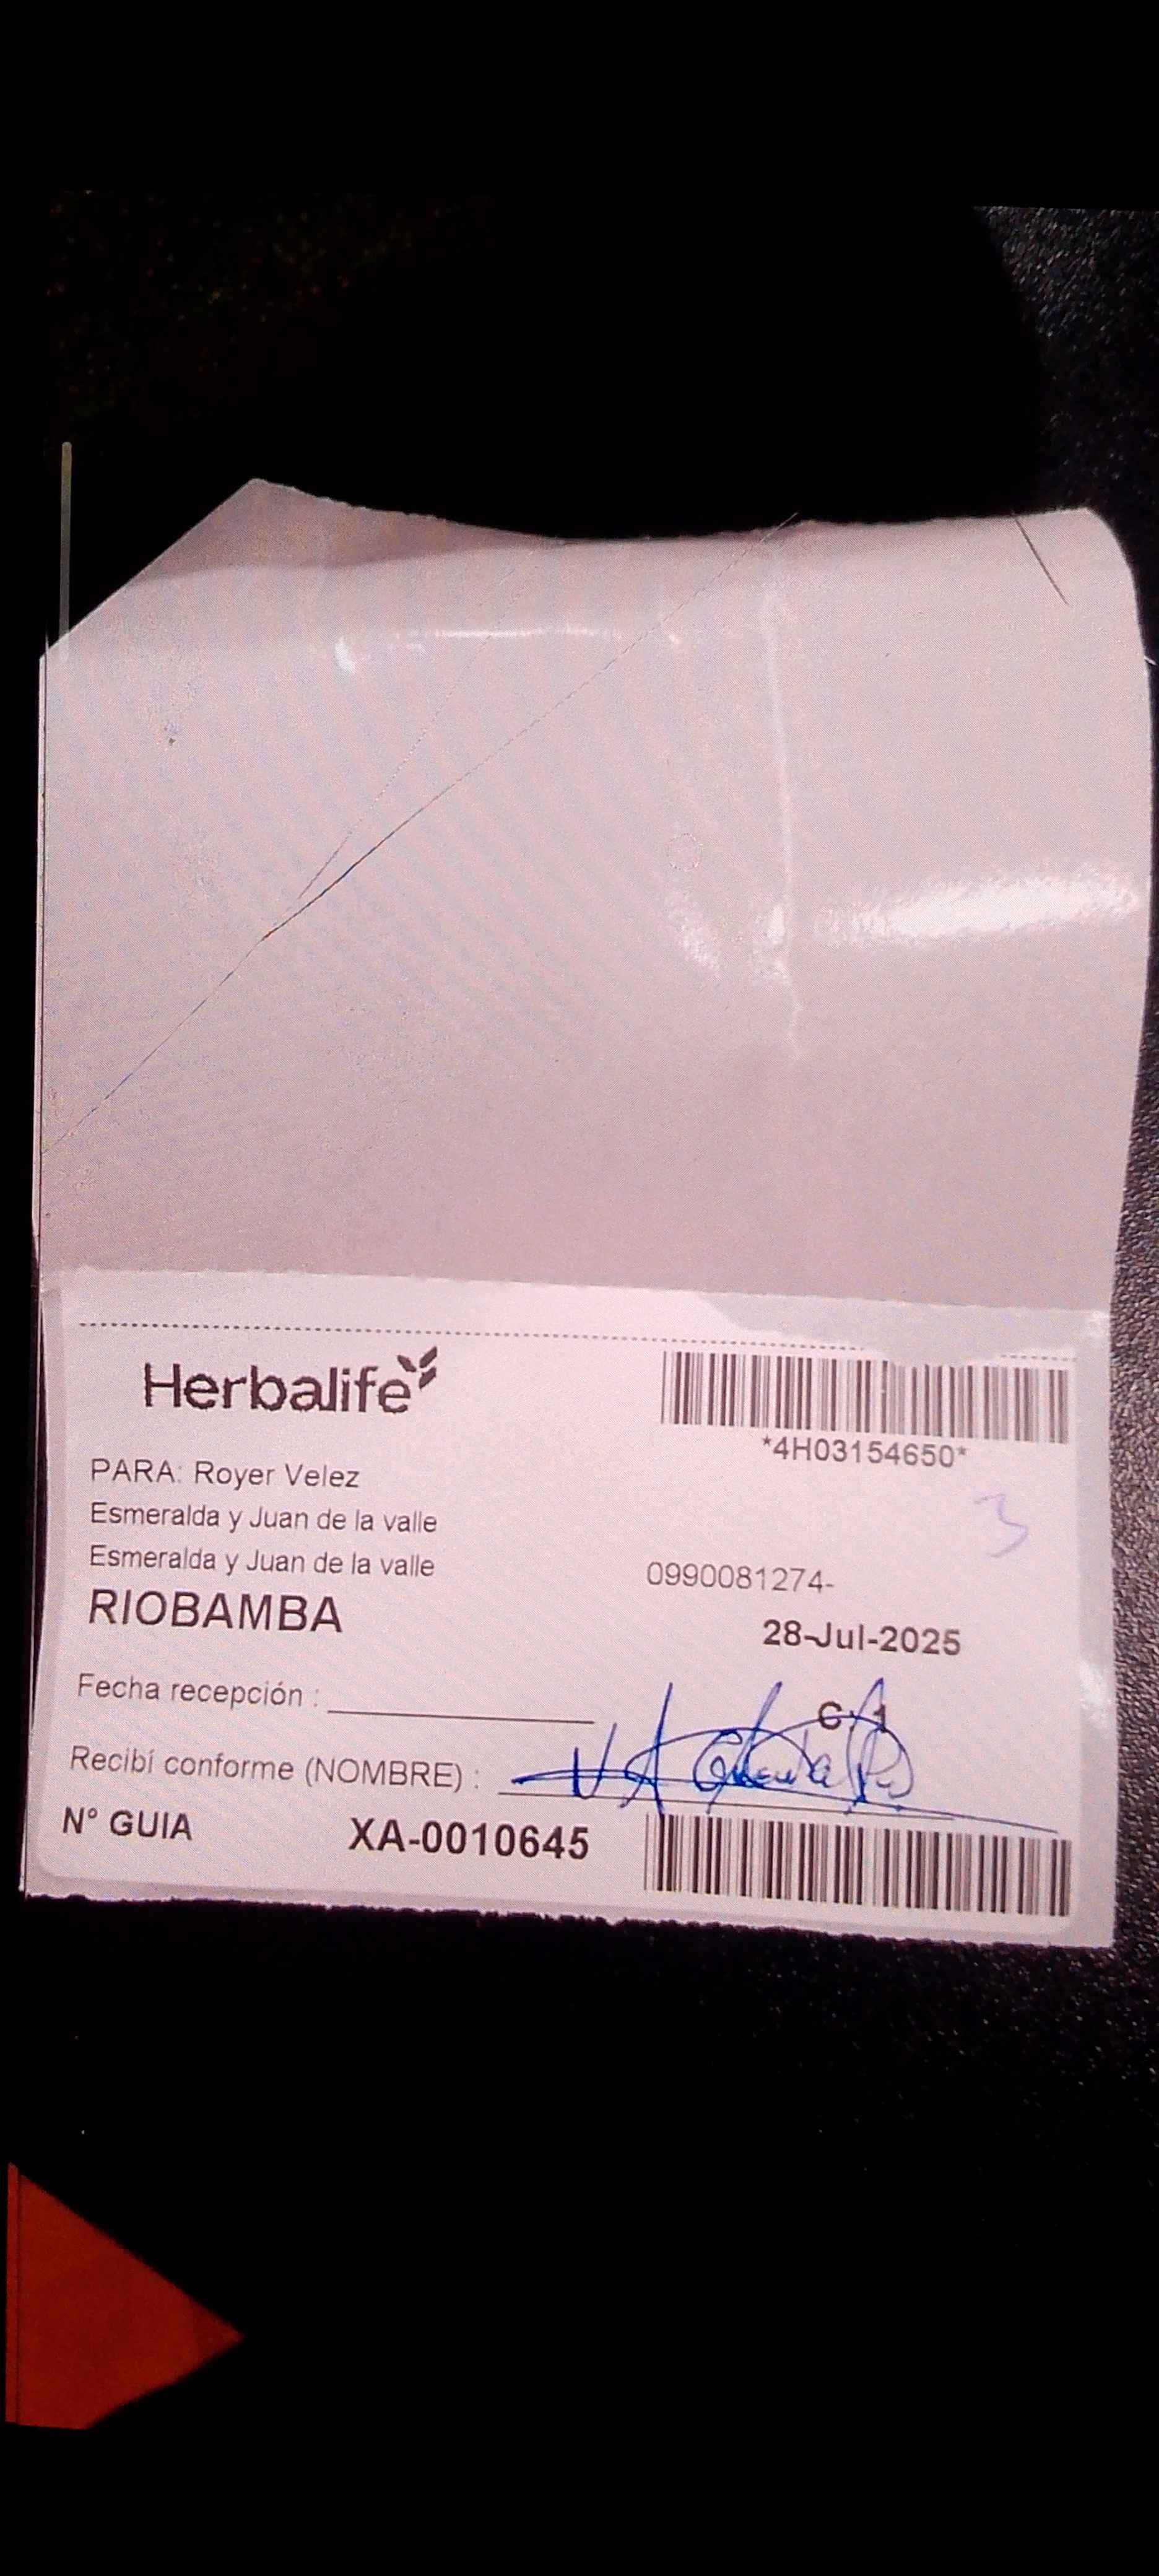 Herbalife
*4H03154650*
PARA: Royer Velez
3
Esmeralda y Juan de la valle
Esmeralda y Juan de la valle
0990081274-
RIOBAMBA
28-Jul-2025
Fecha recepción :
C 1
Recibí conforme (NOMBRE) :
N° GUIA XA-0010645